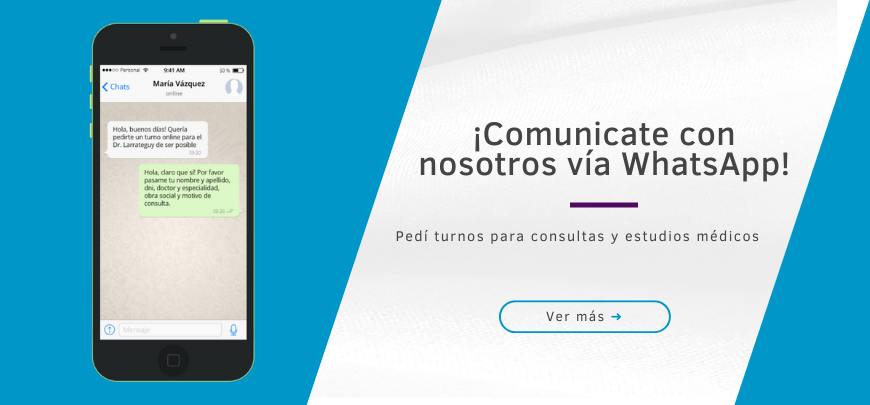 Personal
9:41 AM
50 %
Chats
María Vázquez
online
Hola, buenos días! Quería
pedirte un turno online para el
Dr. Larrateguy de ser posible
Hola, claro que sí! Por favor
pasame tu nombre y apellido,
dni, doctor y especialidad,
obra social y motivo de
consulta.
Mensaje
¡Comunicate con
nosotros vía WhatsApp!
Pedí turnos para consultas y estudios médicos
Ver más ➜